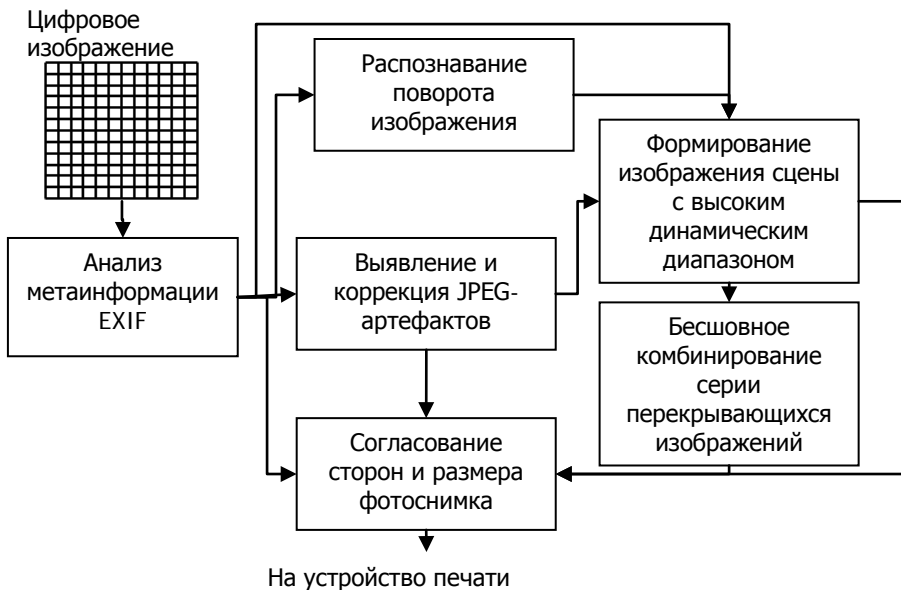 Цифровое
изображение
Распознавание
поворота
изображения
Формирование
изображения сцены
с высоким
динамическим
диапазоном
Анализ
метаинформации
EXIF
Выявление и
коррекция JPEG-
артефактов
Бесшовное
комбинирование
серии
перекрывающихся
изображений
Согласование
сторон и размера
фотоснимка
На устройство печати